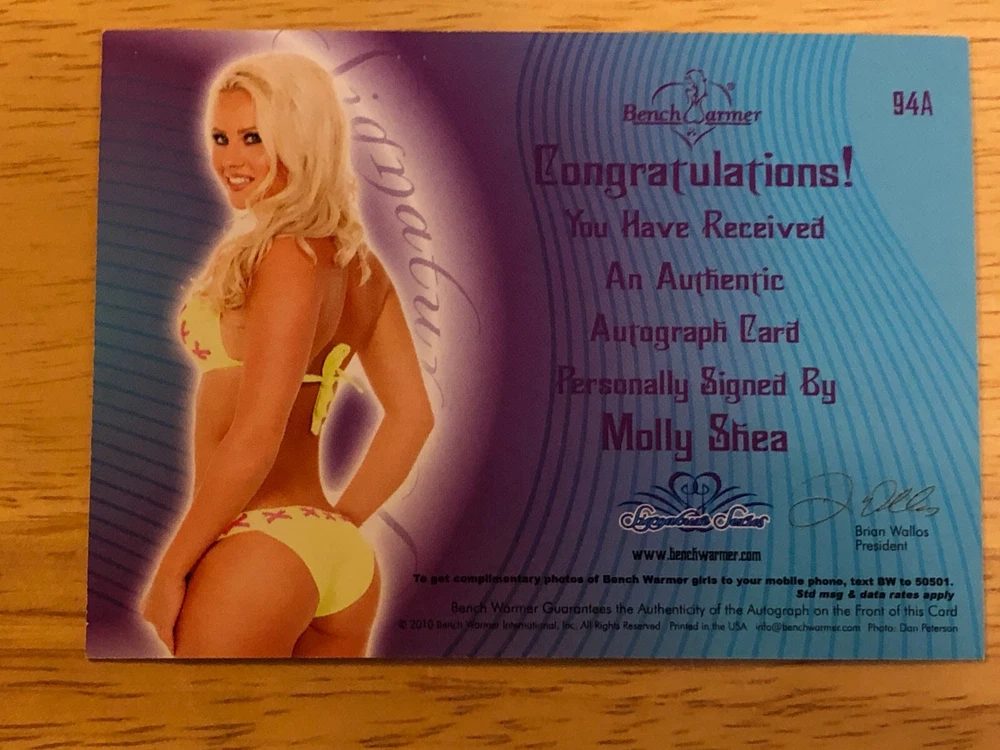 94A
Bench Warmer®
Signature
Congratulations!
You Have Received
An Authentic
Autograph Card
Personally Signed By
Molly Shea
Signature Series
Brian Wallos
President
www.benchwarmer.com
To get complimentary photos of Bench Warmer girls to your mobile phone, text BW to 50501.
Std msg & data rates apply
Bench Warmer Guarantees the Authenticity of the Autograph on the Front of this Card
© 2010 Bench Warmer International, Inc. All Rights Reserved Printed in the USA info@benchwarmer.com Photo: Dan Peterson